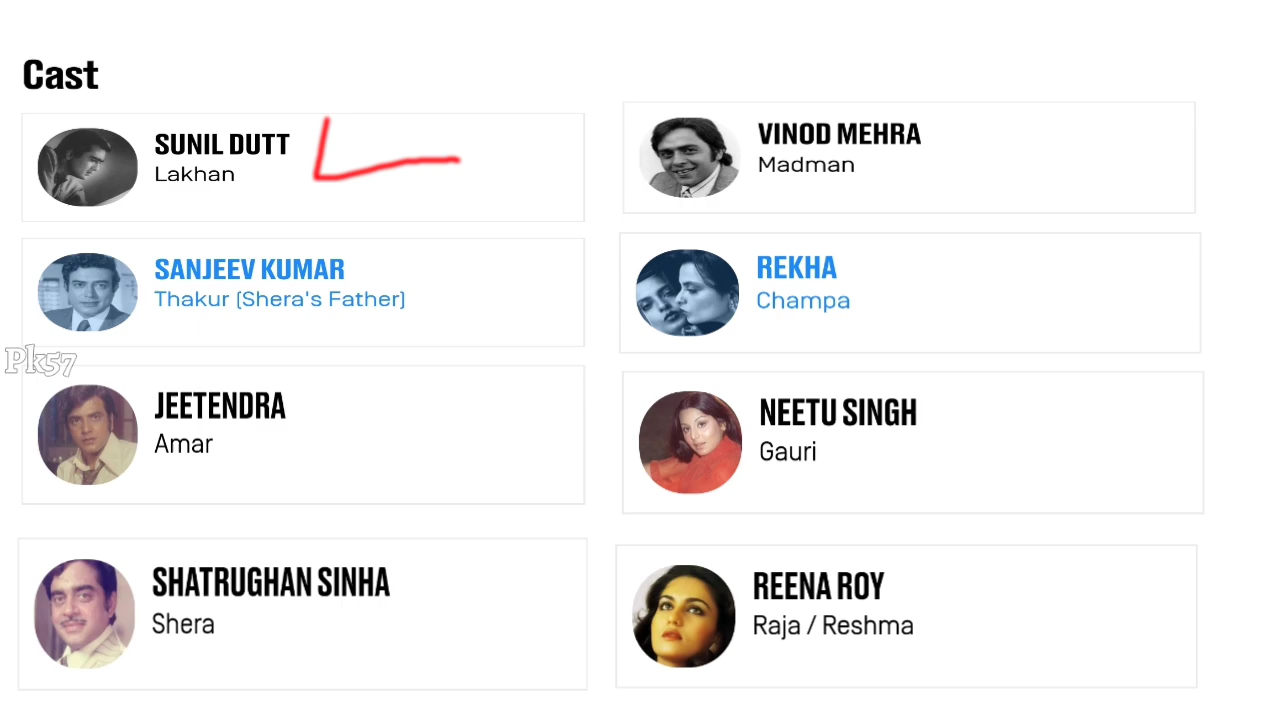 Cast
SUNIL DUTT
Lakhan
VINOD MEHRA
Madman
SANJEEV KUMAR
Thakur (Shera's Father)
REKHA
Champa
Pk57
JEETENDRA
Amar
NEETU SINGH
Gauri
SHATRUGHAN SINHA
Shera
REENA ROY
Raja / Reshma